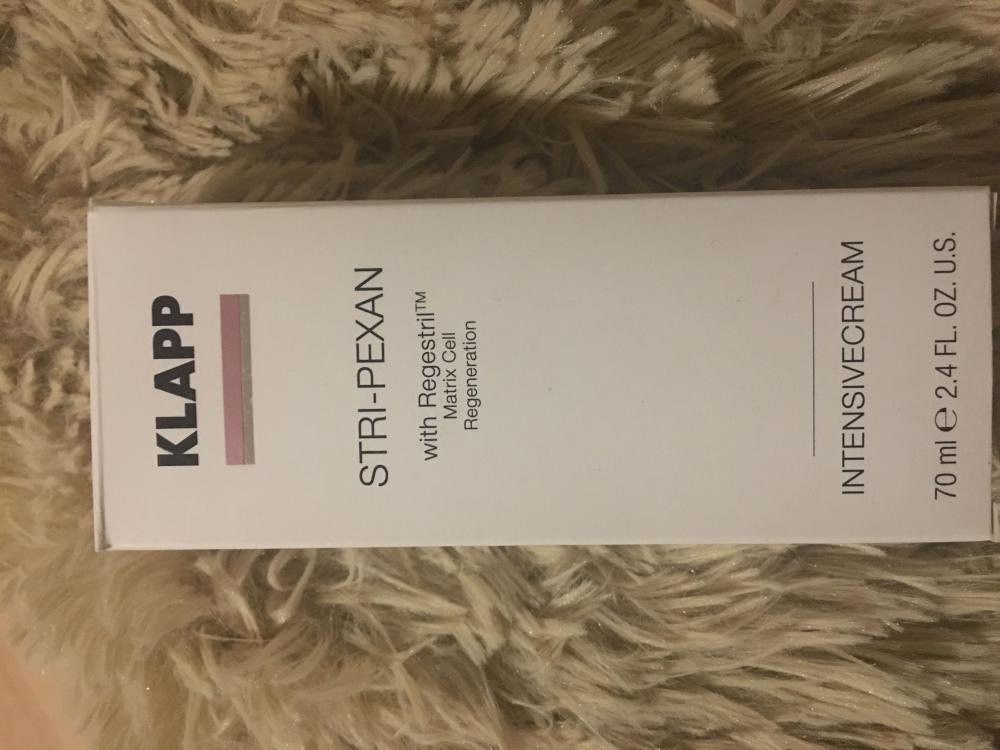 KLAPP
STRI-PEXAN
with Regestril™
Matrix Cell
Regeneration
INTENSIVECREAM
70 ml ℮ 2.4 FL. OZ. U.S.